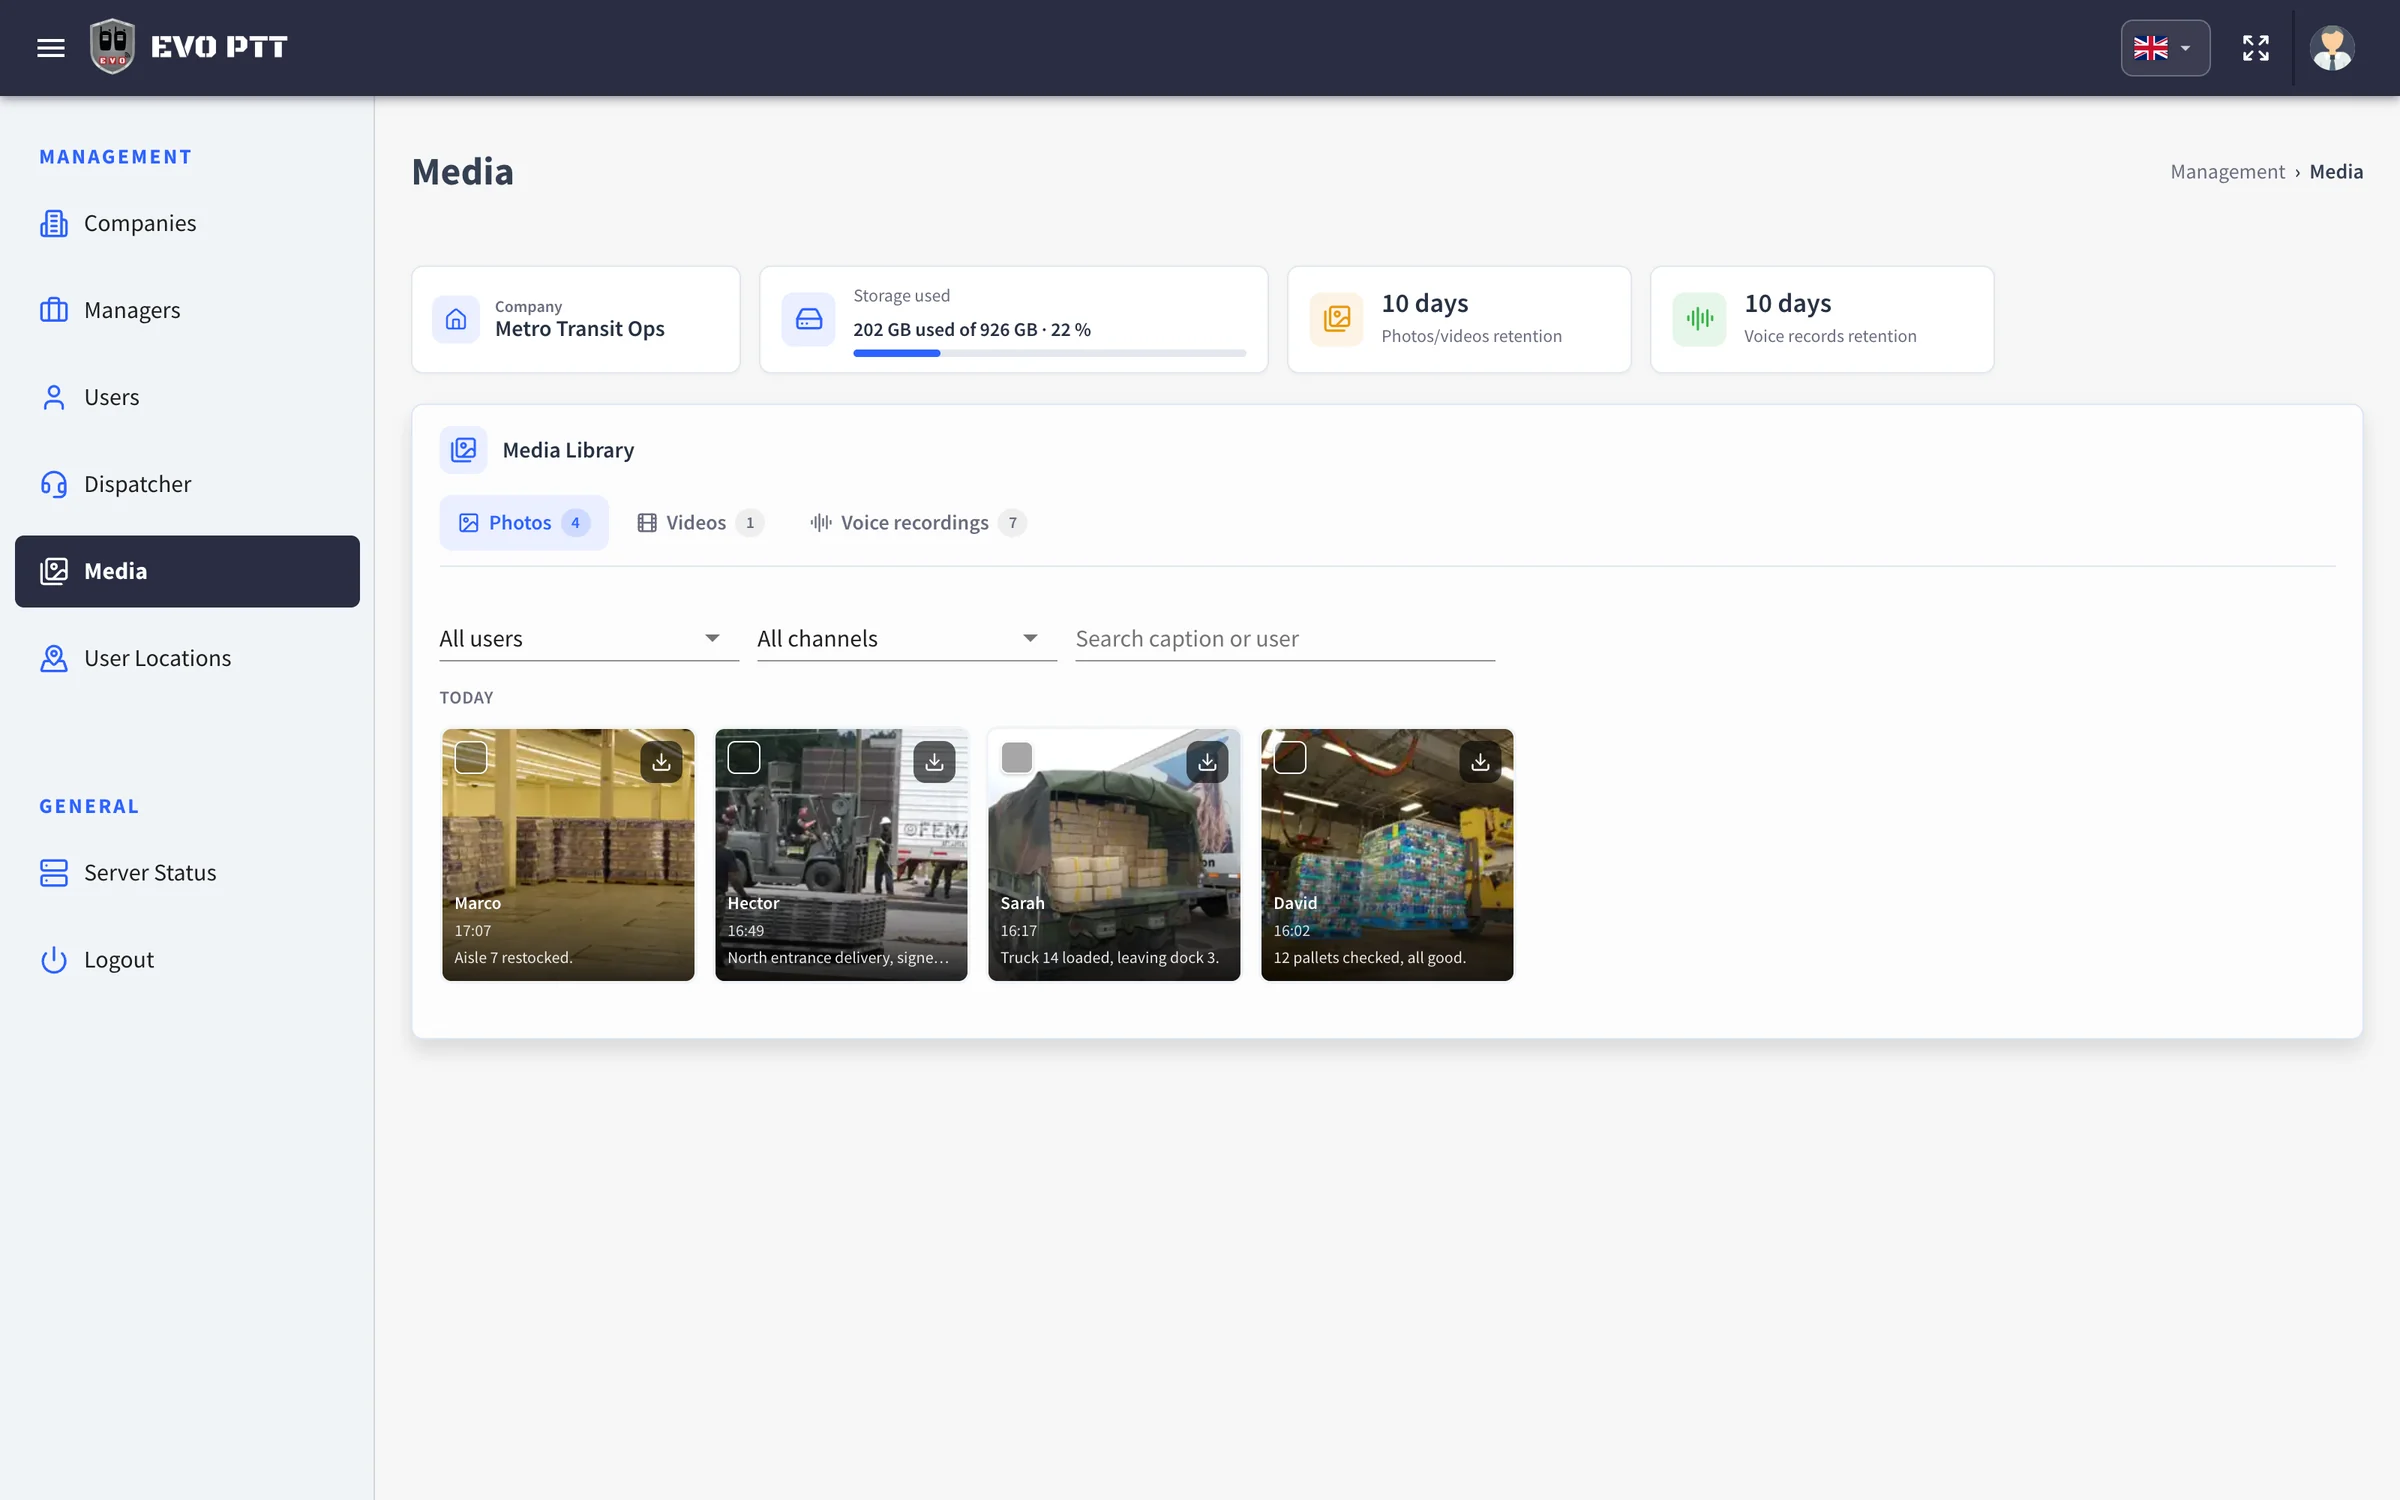 EVO
EVO PTT
MANAGEMENT
Companies
Managers
Users
Dispatcher
Media
User Locations
GENERAL
Server Status
Logout
Media
Management › Media
Company
Metro Transit Ops
Storage used
202 GB used of 926 GB · 22 %
10 days
Photos/videos retention
10 days
Voice records retention
Media Library
Photos 4
Videos 1
Voice recordings 7
All users
All channels
Search caption or user
TODAY
Marco
17:07
Aisle 7 restocked.
Hector
16:49
North entrance delivery, signe…
Sarah
16:17
Truck 14 loaded, leaving dock 3.
David
16:02
12 pallets checked, all good.